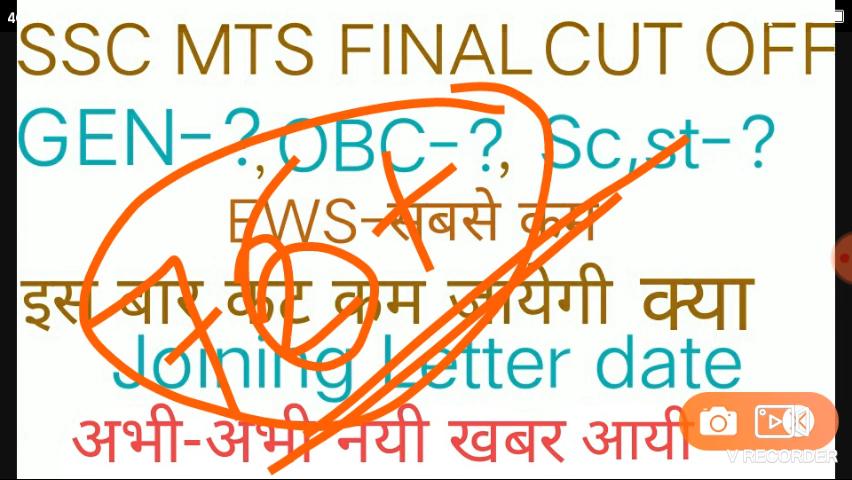 SSC MTS FINAL CUT OFF
GEN-?, OBC-?, Sc,st-?
EWS-सबसे कम
76+
इस बार कट कम जायेगी क्या
Joining Letter date
अभी-अभी नयी खबर आयी
V RECORDER